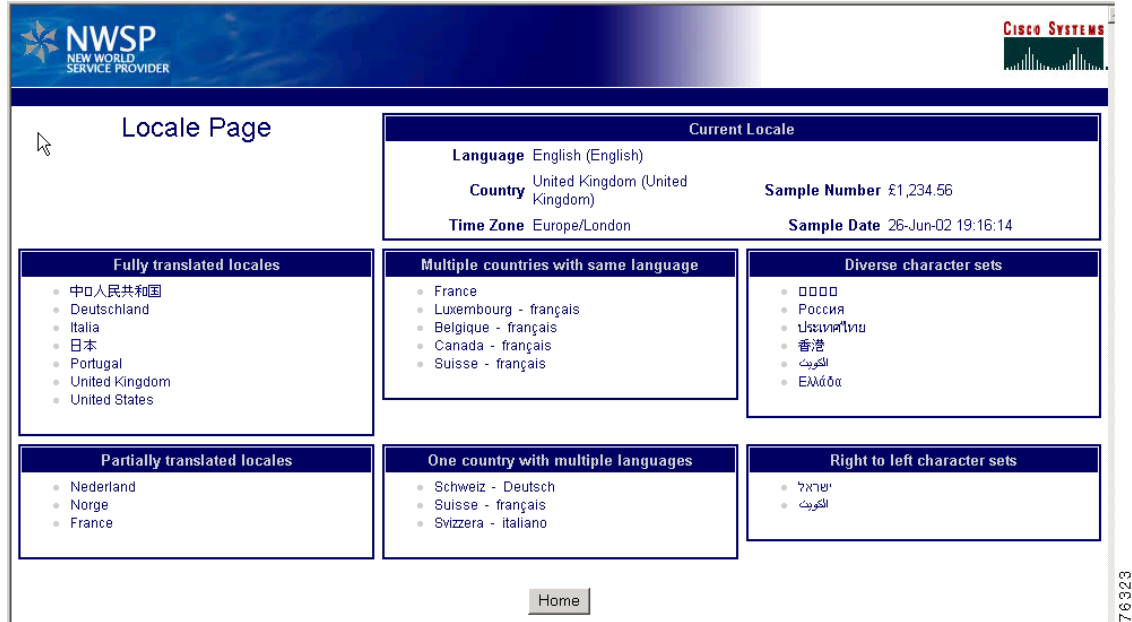 NWSP
NEW WORLD
SERVICE PROVIDER
CISCO SYSTEMS
Locale Page
Current Locale
Language English (English)
Country United Kingdom (United Kingdom)
Sample Number £1,234.56
Time Zone Europe/London
Sample Date 26-Jun-02 19:16:14
Fully translated locales
中□人民共和国
Deutschland
Italia
日本
Portugal
United Kingdom
United States
Multiple countries with same language
France
Luxembourg - français
Belgique - français
Canada - français
Suisse - français
Diverse character sets
□□□□
Россия
ประเทศไทย
香港
الكويت
Ελλάδα
Partially translated locales
Nederland
Norge
France
One country with multiple languages
Schweiz - Deutsch
Suisse - français
Svizzera - italiano
Right to left character sets
ישראל
الكويت
Home
76323